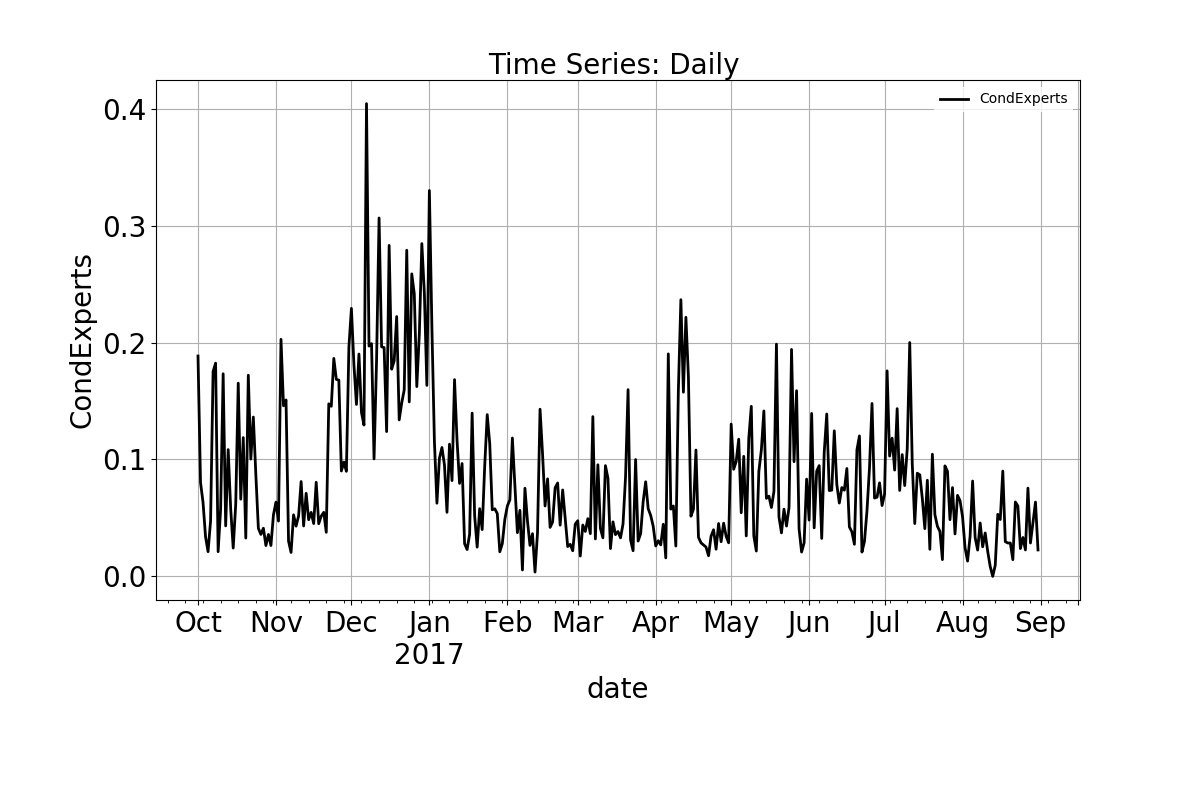 Time Series: Daily
CondExperts
0.4
0.3
0.2
0.1
0.0
CondExperts
Oct Nov Dec Jan Feb Mar Apr May Jun Jul Aug Sep
2017
date